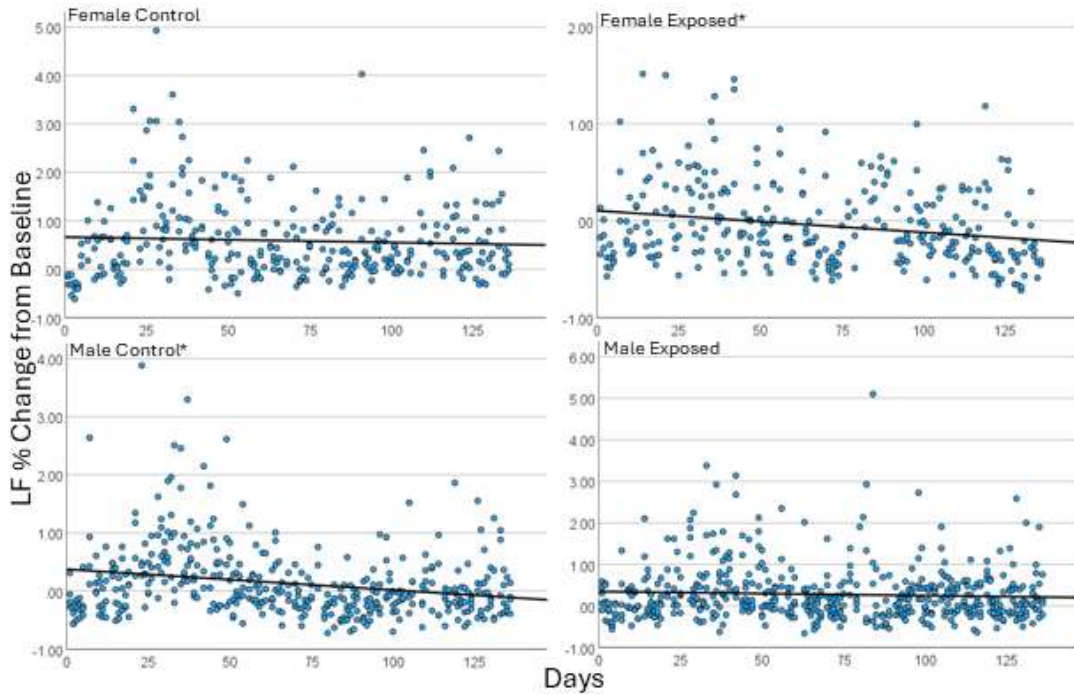 Female Control
5.00
4.00
3.00
2.00
1.00
.00
-1.00
0 25 50 75 100 125
Female Exposed*
2.00
1.00
.00
-1.00
0 25 50 75 100 125
LF % Change from Baseline
Male Control*
4.00
3.00
2.00
1.00
.00
-1.00
0 25 50 75 100 125
Male Exposed
6.00
5.00
4.00
3.00
2.00
1.00
.00
-1.00
0 25 50 75 100 125
Days